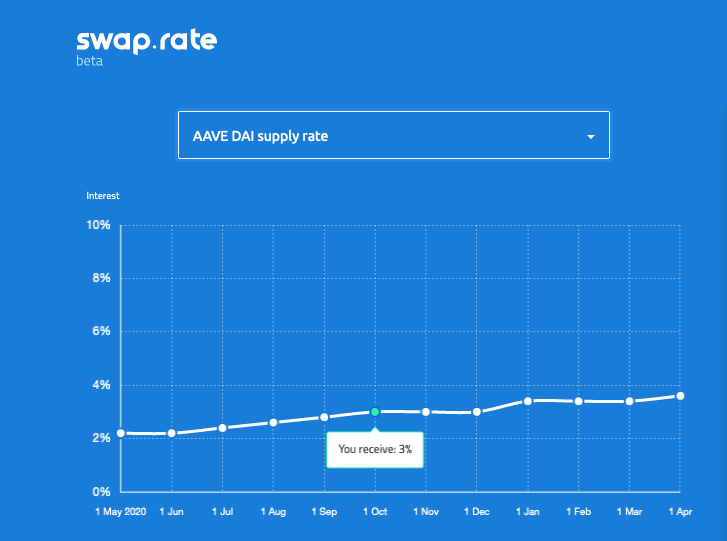 swap.rate
beta
AAVE DAI supply rate
Interest
10%
8%
6%
4%
2%
0%
You receive: 3%
1 May 2020 1 Jun 1 Jul 1 Aug 1 Sep 1 Oct 1 Nov 1 Dec 1 Jan 1 Feb 1 Mar 1 Apr